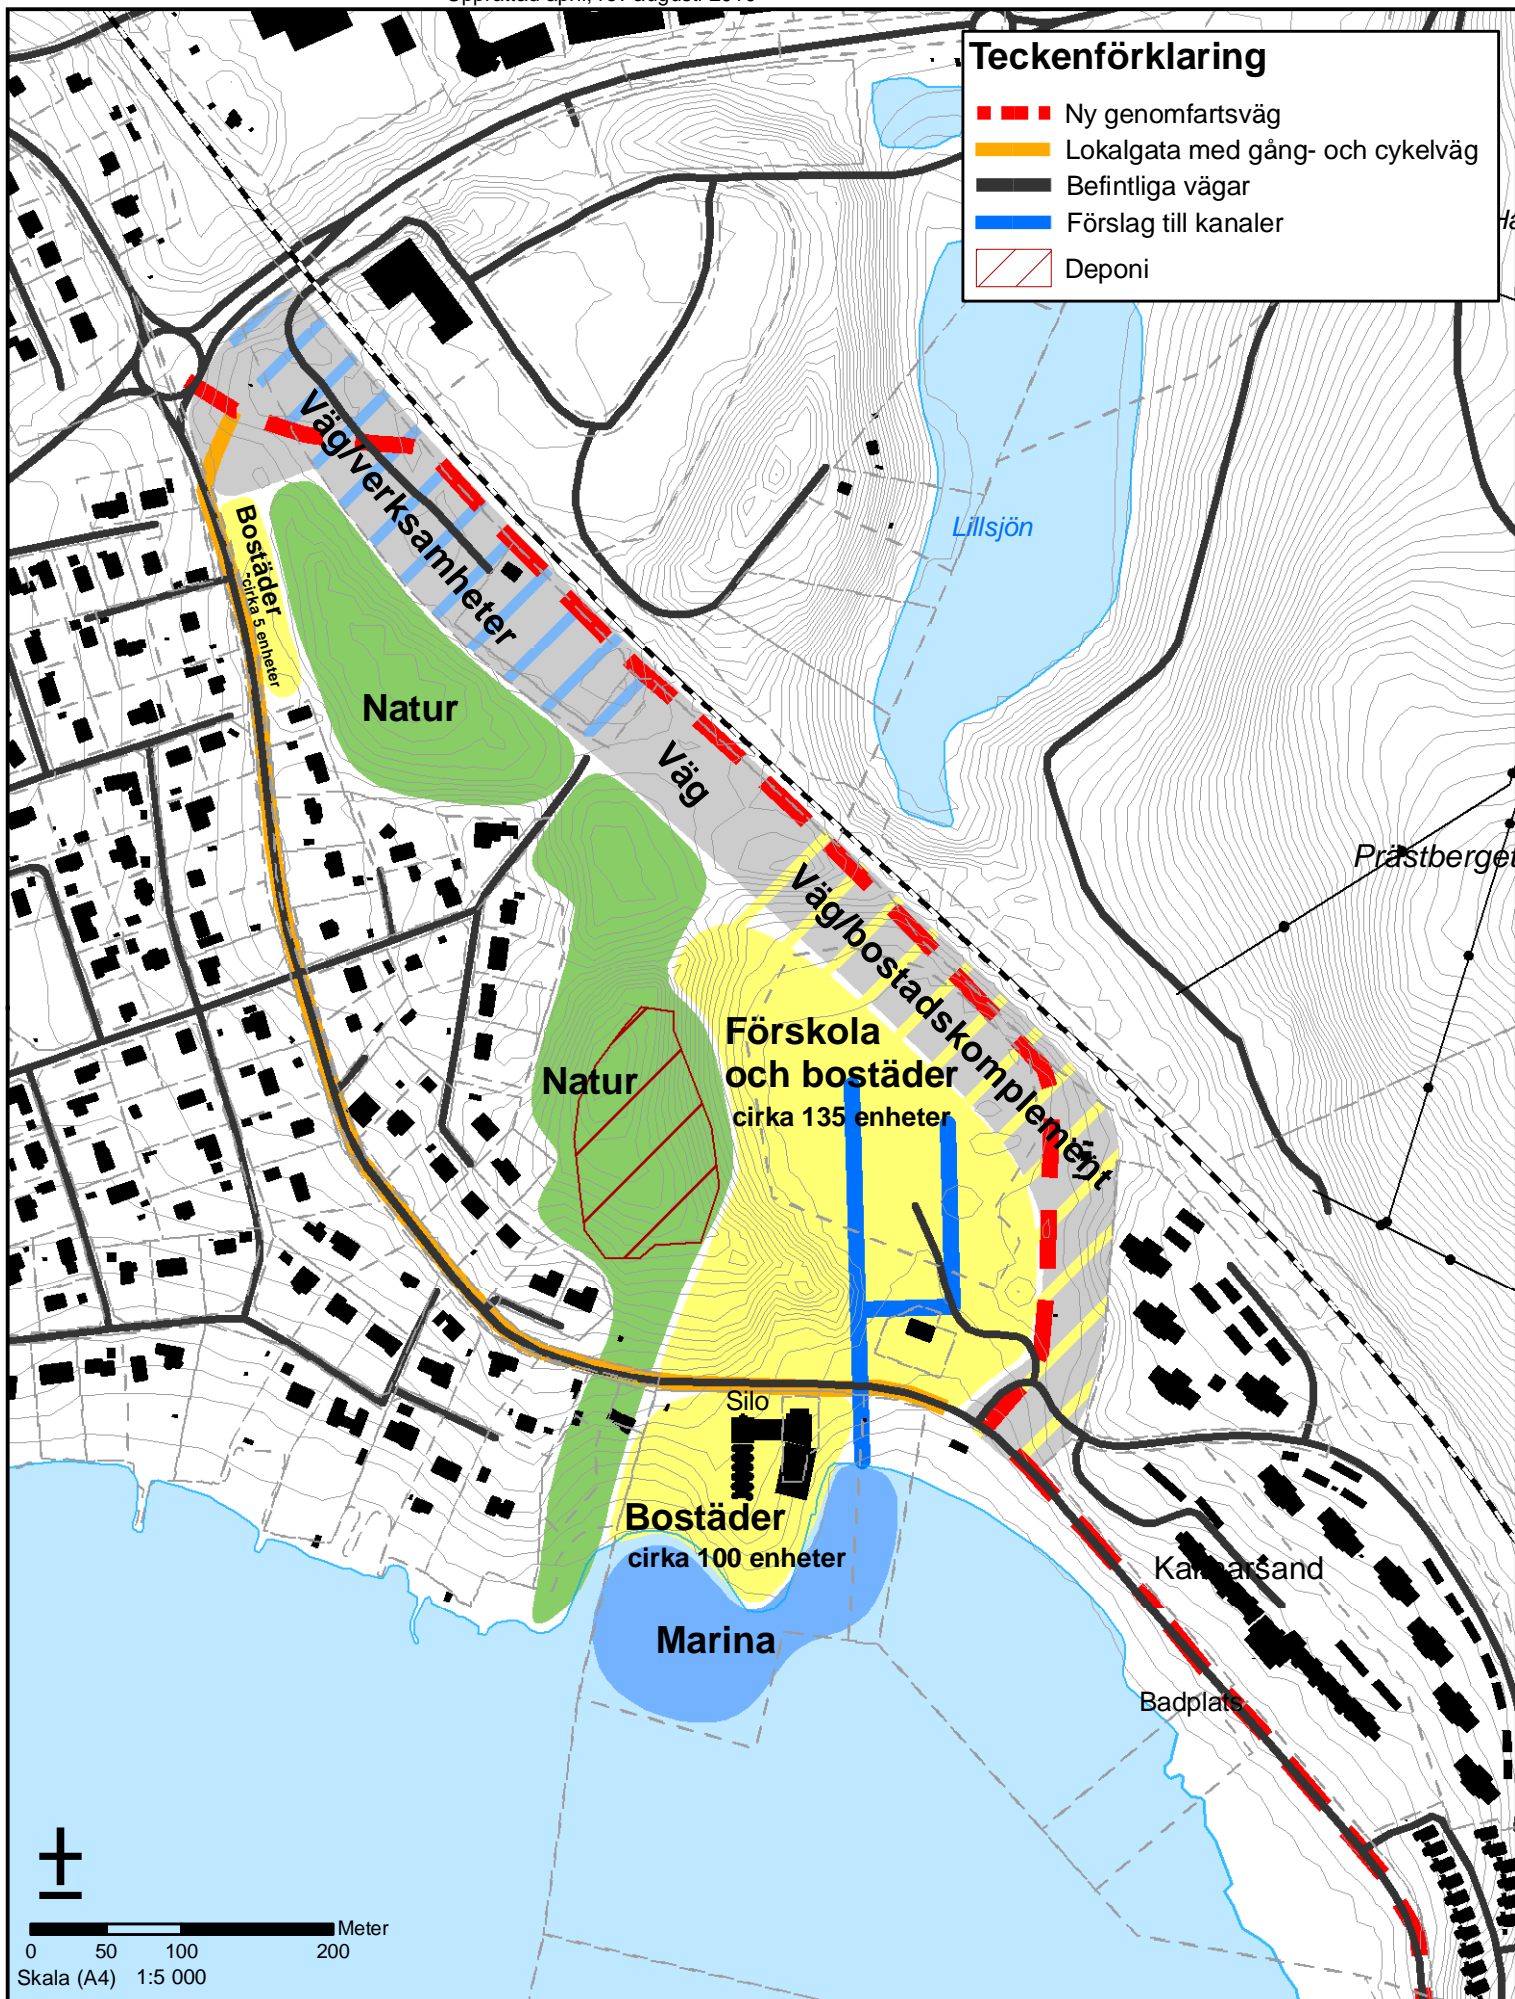 Teckenförklaring
Ny genomfartsväg
Lokalgata med gång- och cykelväg
Befintliga vägar
Förslag till kanaler
Deponi
Väg/verksamheter
Bostäder
-cirka 5 enheter
Lillsjön
Natur
Väg
Prästberget
Väg/bostadskomplement
Förskola
och bostäder
cirka 135 enheter
Natur
Silo
Bostäder
cirka 100 enheter
Marina
Badplats
Meter
0 50 100 200
Skala (A4) 1:5 000